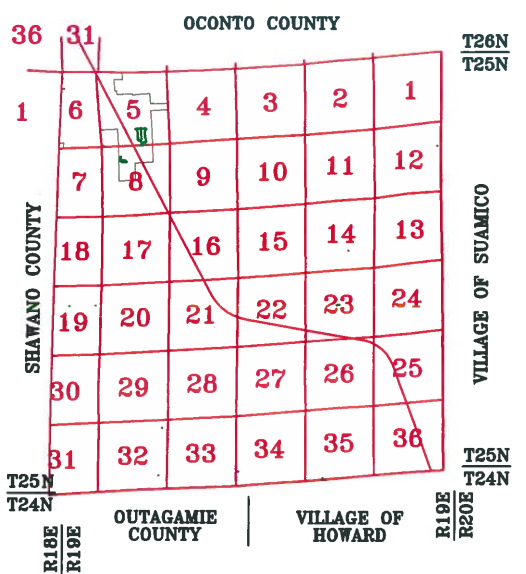 OCONTO COUNTY
36 31
T26N
T25N
1 6 5 4 3 2 1
7 8 9 10 11 12
18 17 16 15 14 13
19 20 21 22 23 24
30 29 28 27 26 25
31 32 33 34 35 36
SHAWANO COUNTY
VILLAGE OF SUAMICO
T25N
T24N
T25N
T24N
R18E
R19E
OUTAGAMIE
COUNTY
VILLAGE OF
HOWARD
R19E
R20E